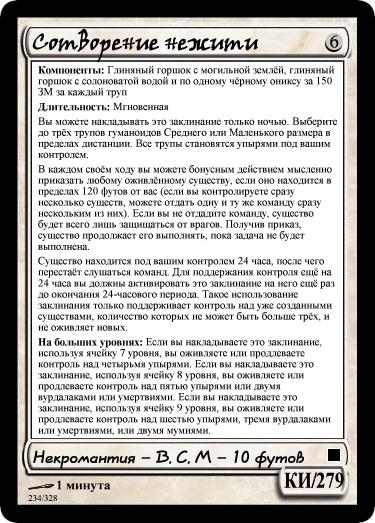 Сотворение нежити 6
Компоненты: Глиняный горшок с могильной землёй, глиняный
горшок с солоноватой водой и по одному чёрному ониксу за 150
ЗМ за каждый труп
Длительность: Мгновенная
Вы можете накладывать это заклинание только ночью. Выберите
до трёх трупов гуманоидов Среднего или Маленького размера в
пределах дистанции. Все трупы становятся упырями под вашим
контролем.
В каждом своём ходу вы можете бонусным действием мысленно
приказать любому оживлённому существу, если оно находится в
пределах 120 футов от вас (если вы контролируете сразу
несколько существ, можете отдать одну и ту же команду сразу
нескольким из них). Если вы не отдадите команду, существо
будет всего лишь защищаться от врагов. Получив приказ,
существо продолжает его выполнять, пока задача не будет
выполнена.
Существо находится под вашим контролем 24 часа, после чего
перестаёт слушаться команд. Для поддержания контроля ещё на
24 часа вы должны активировать это заклинание на него ещё раз
до окончания 24-часового периода. Такое использование
заклинания только поддерживает контроль над уже созданными
существами, количество которых не может быть больше трёх, и
не оживляет новых.
На больших уровнях: Если вы накладываете это заклинание,
используя ячейку 7 уровня, вы оживляете или продлеваете
контроль над четырьмя упырями. Если вы накладываете это
заклинание, используя ячейку 8 уровня, вы оживляете или
продлеваете контроль над пятью упырями или двумя
вурдалаками или умертвиями. Если вы накладываете это
заклинание, используя ячейку 9 уровня, вы оживляете или
продлеваете контроль над шестью упырями, тремя вурдалаками
или умертвиями, или двумя мумиями.
Некромантия – В, С, М – 10 футов
1 минута
КИ/279
234/328